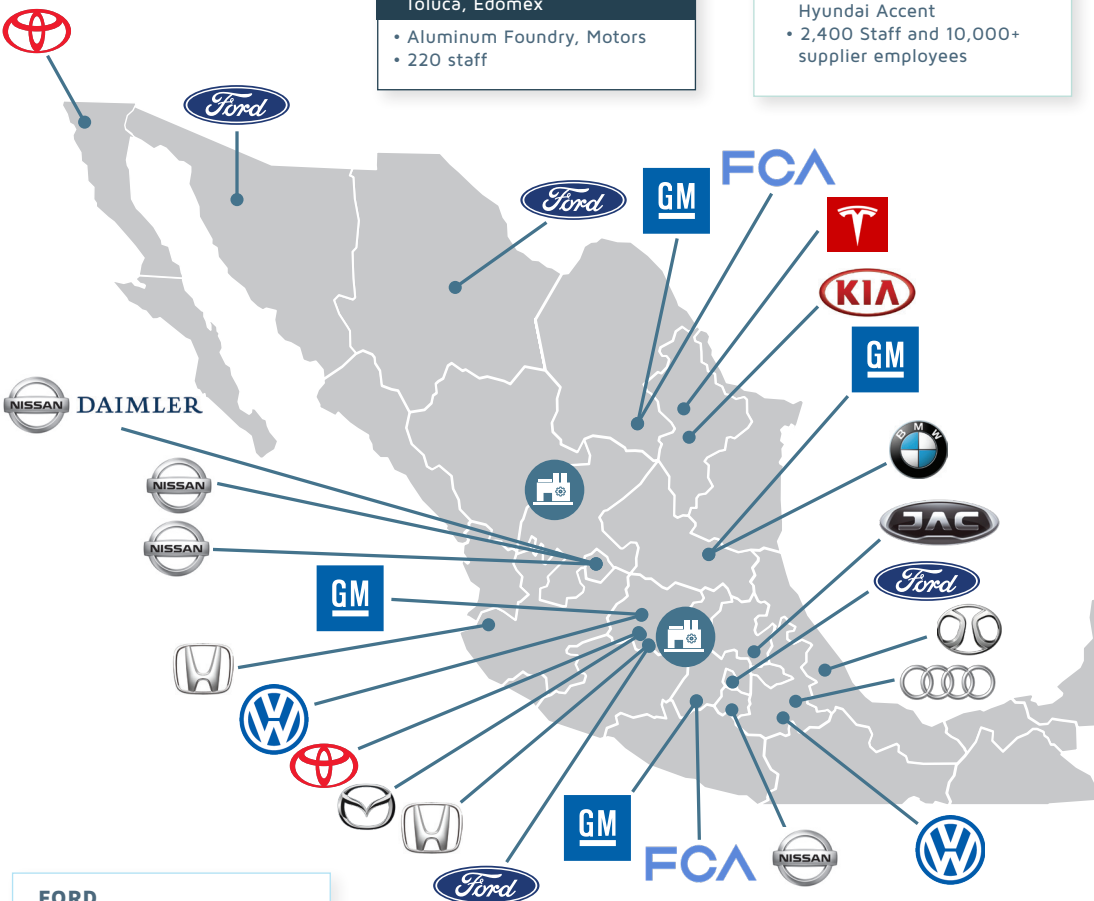 Toluca, Edomex
• Aluminum Foundry, Motors
• 220 staff
Hyundai Accent
• 2,400 Staff and 10,000+
supplier employees
Ford
FCA
GM
Ford
KIA
GM
NISSAN DAIMLER
BMW
NISSAN
JAC
NISSAN
Ford
GM
GM
FCA
NISSAN
Ford
FORD